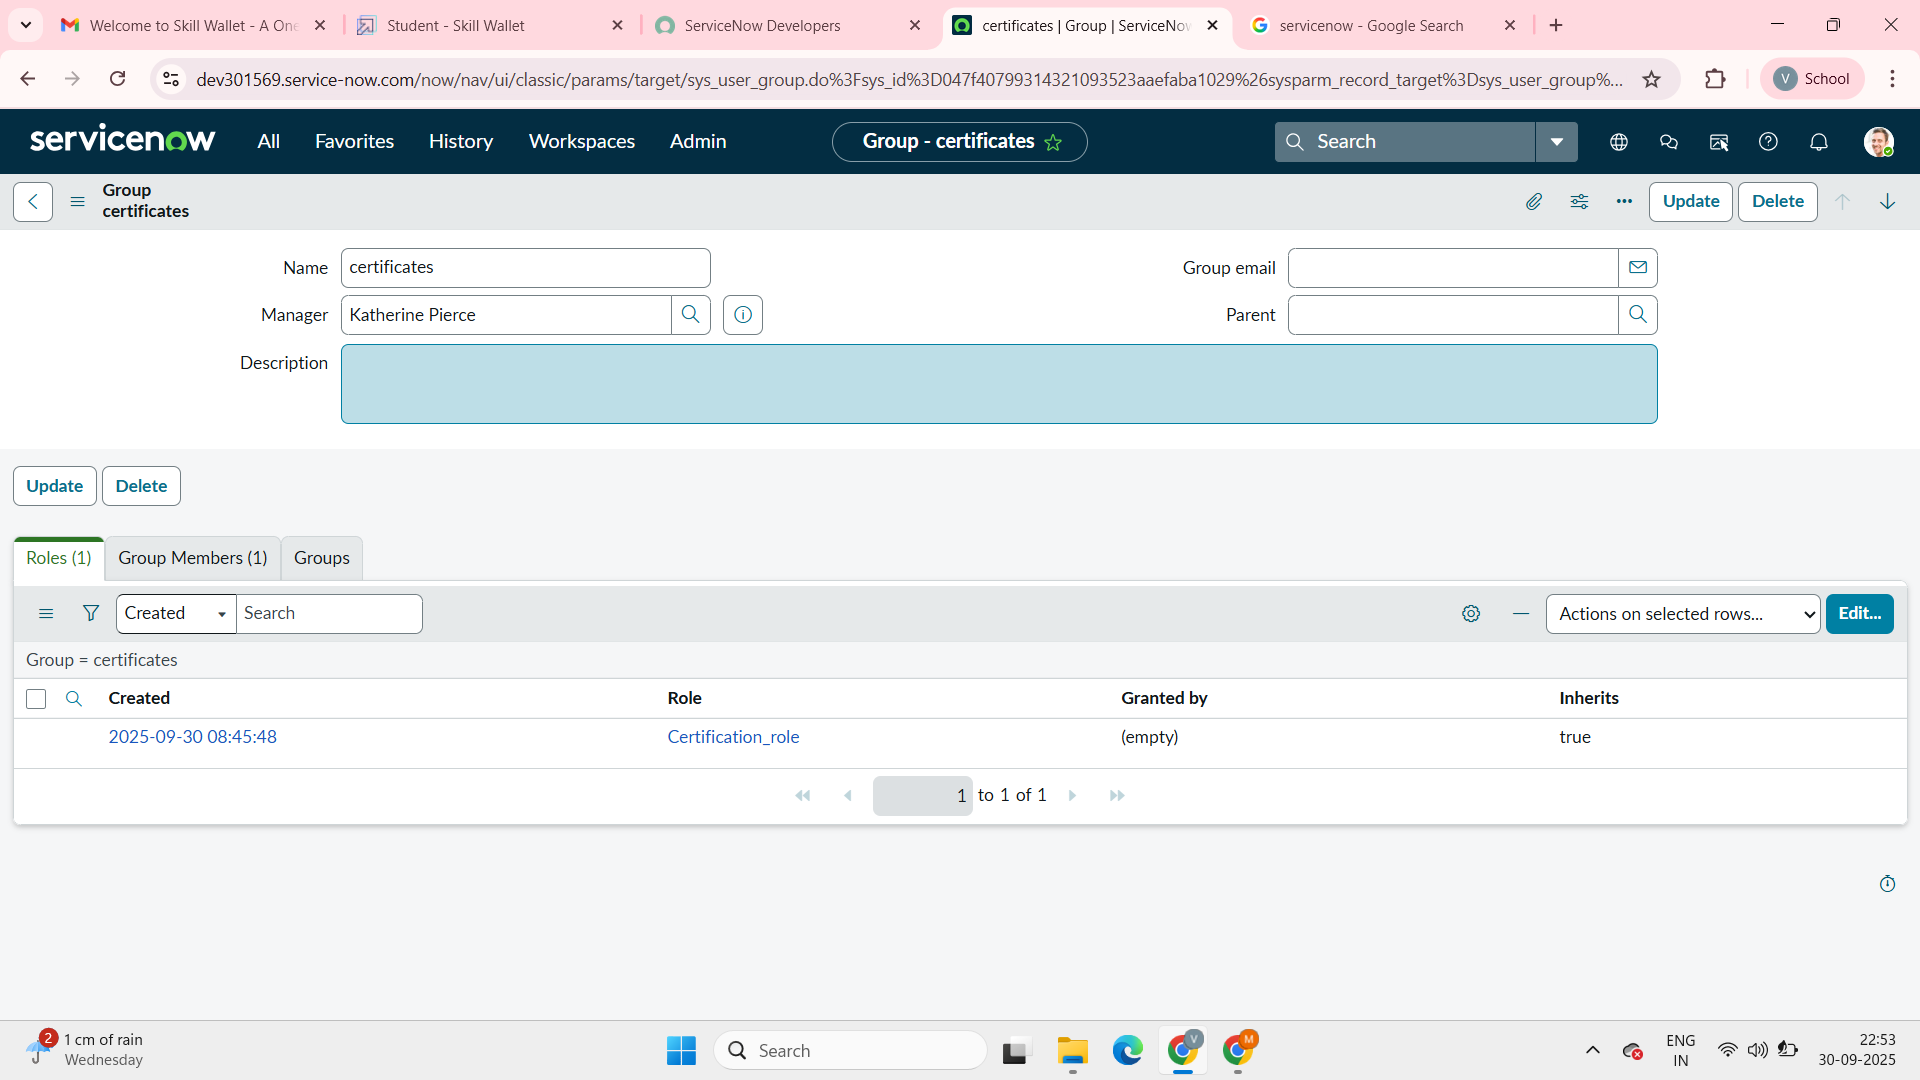 Welcome to Skill Wallet - A One
Student - Skill Wallet
ServiceNow Developers
certificates | Group | ServiceNow
servicenow - Google Search
dev301569.service-now.com/now/nav/ui/classic/params/target/sys_user_group.do%3Fsys_id%3D047f40799314321093523aaefaba1029%26sysparm_record_target%3Dsys_user_group%...
V School
servicenow
All Favorites History Workspaces Admin
Group - certificates
Search
Group
certificates
Update Delete
Name certificates
Group email
Manager Katherine Pierce
Parent
Description
Update Delete
Roles (1) Group Members (1) Groups
Created Search
Actions on selected rows... Edit...
Group = certificates
Created Role Granted by Inherits
2025-09-30 08:45:48 Certification_role (empty) true
1 to 1 of 1
2
1 cm of rain
Wednesday
Search
V
M
ENG
IN
22:53
30-09-2025